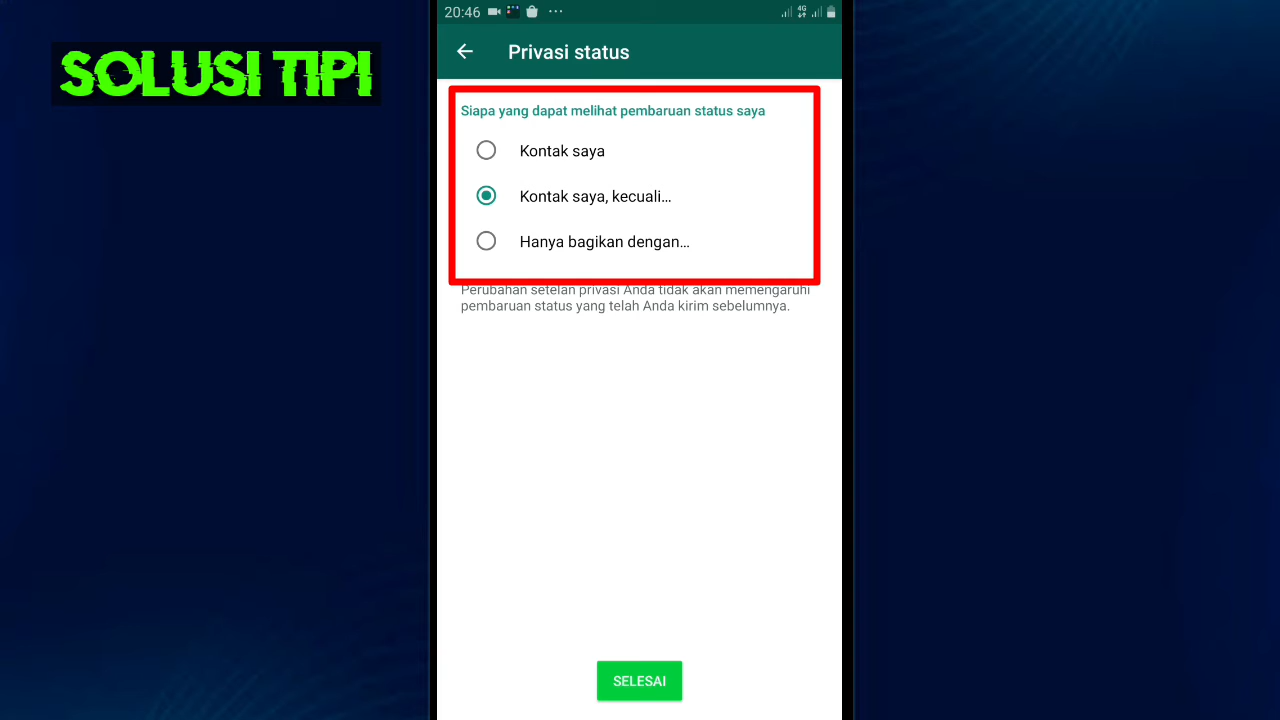 SOLUSI TIPI
20:46
4G
Privasi status
Siapa yang dapat melihat pembaruan status saya
Kontak saya
Kontak saya, kecuali...
Hanya bagikan dengan...
Perubahan setelan privasi Anda tidak akan memengaruhi
pembaruan status yang telah Anda kirim sebelumnya.
SELESAI